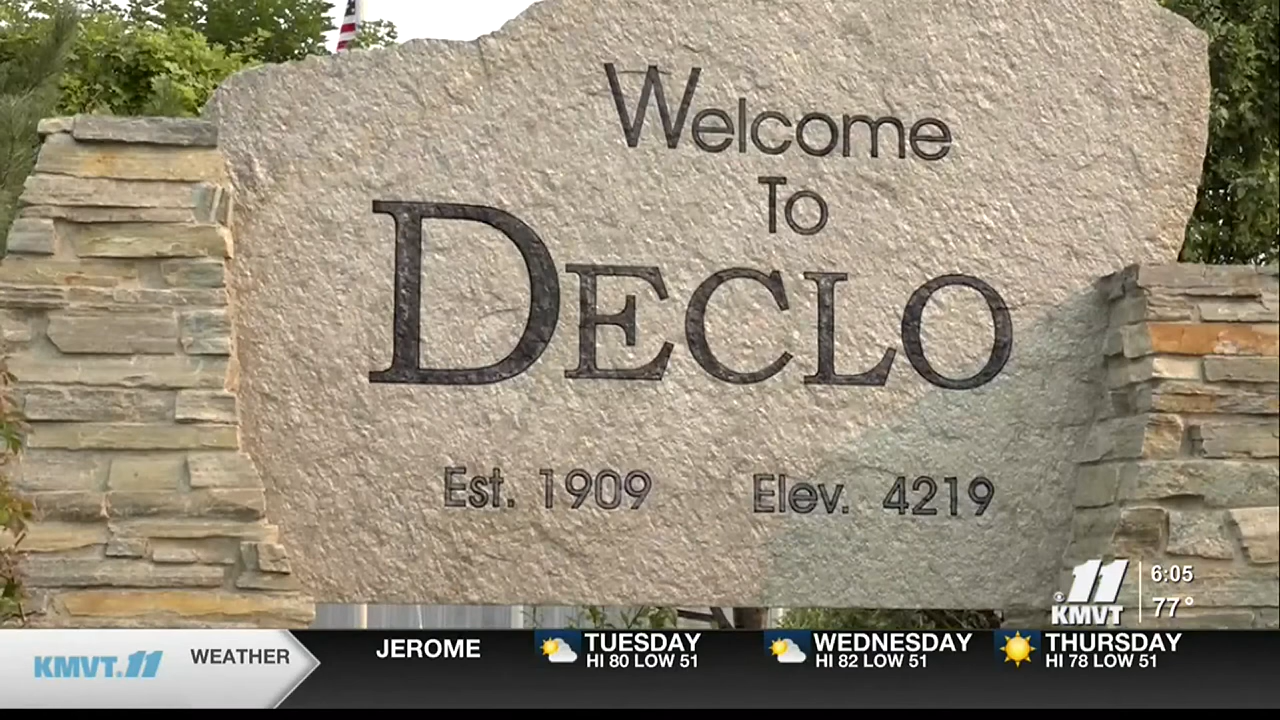 Welcome
To
DECLO
Est. 1909 Elev. 4219
11
KMVT
6:05
77°
KMVT.11
WEATHER
JEROME
TUESDAY
HI 80 LOW 51
WEDNESDAY
HI 82 LOW 51
THURSDAY
HI 78 LOW 51